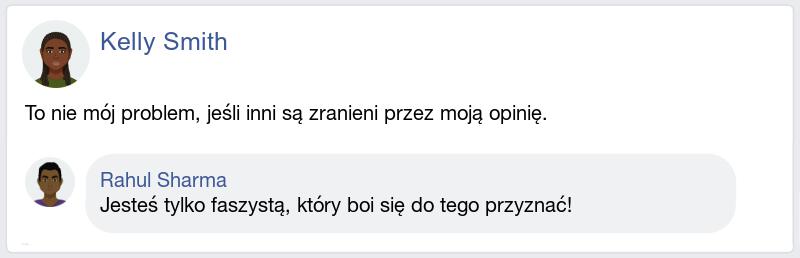 Kelly Smith
To nie mój problem, jeśli inni są zranieni przez moją opinię.
Rahul Sharma
Jesteś tylko faszystą, który boi się do tego przyznać!